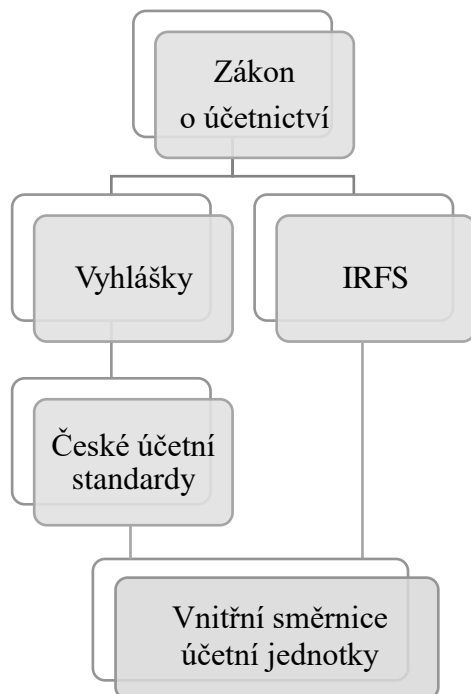 Zákon
o účetnictví
Vyhlášky
IRFS
České účetní
standardy
Vnitřní směrnice
účetní jednotky